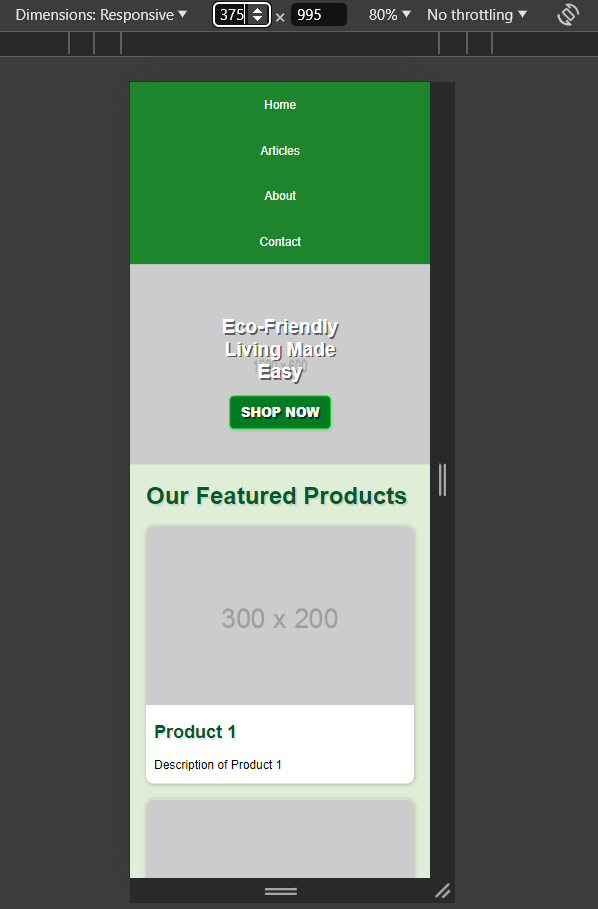 Dimensions: Responsive ▼ 375 × 995 80% ▼ No throttling ▼
Home
Articles
About
Contact
Eco-Friendly
Living Made
Easy
SHOP NOW
Our Featured Products
300 x 200
Product 1
Description of Product 1